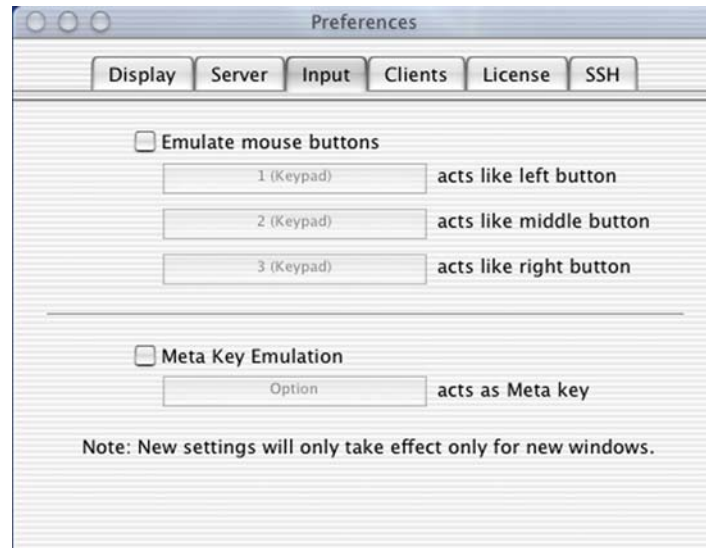 Preferences
Display Server Input Clients License SSH
Emulate mouse buttons
1 (Keypad) acts like left button
2 (Keypad) acts like middle button
3 (Keypad) acts like right button
Meta Key Emulation
Option acts as Meta key
Note: New settings will only take effect only for new windows.